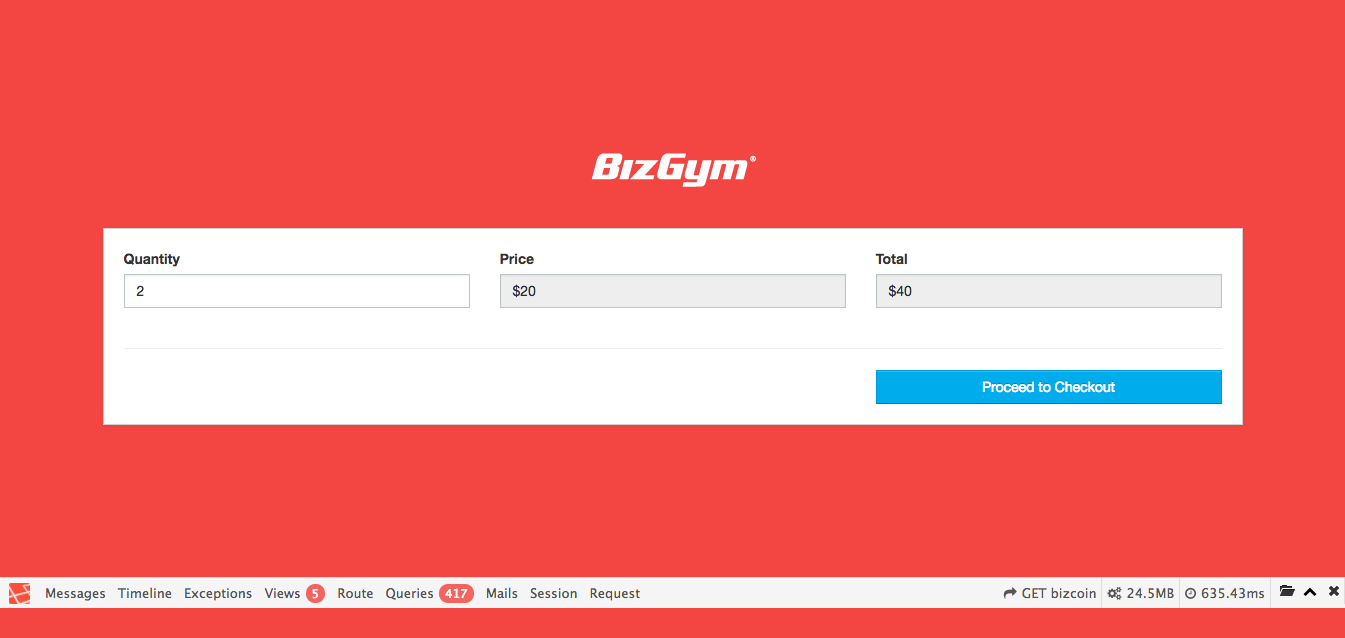 BizGym®
Quantity Price Total
2 $20 $40
Proceed to Checkout
Messages Timeline Exceptions Views 5 Route Queries 417 Mails Session Request GET bizcoin 24.5MB 635.43ms